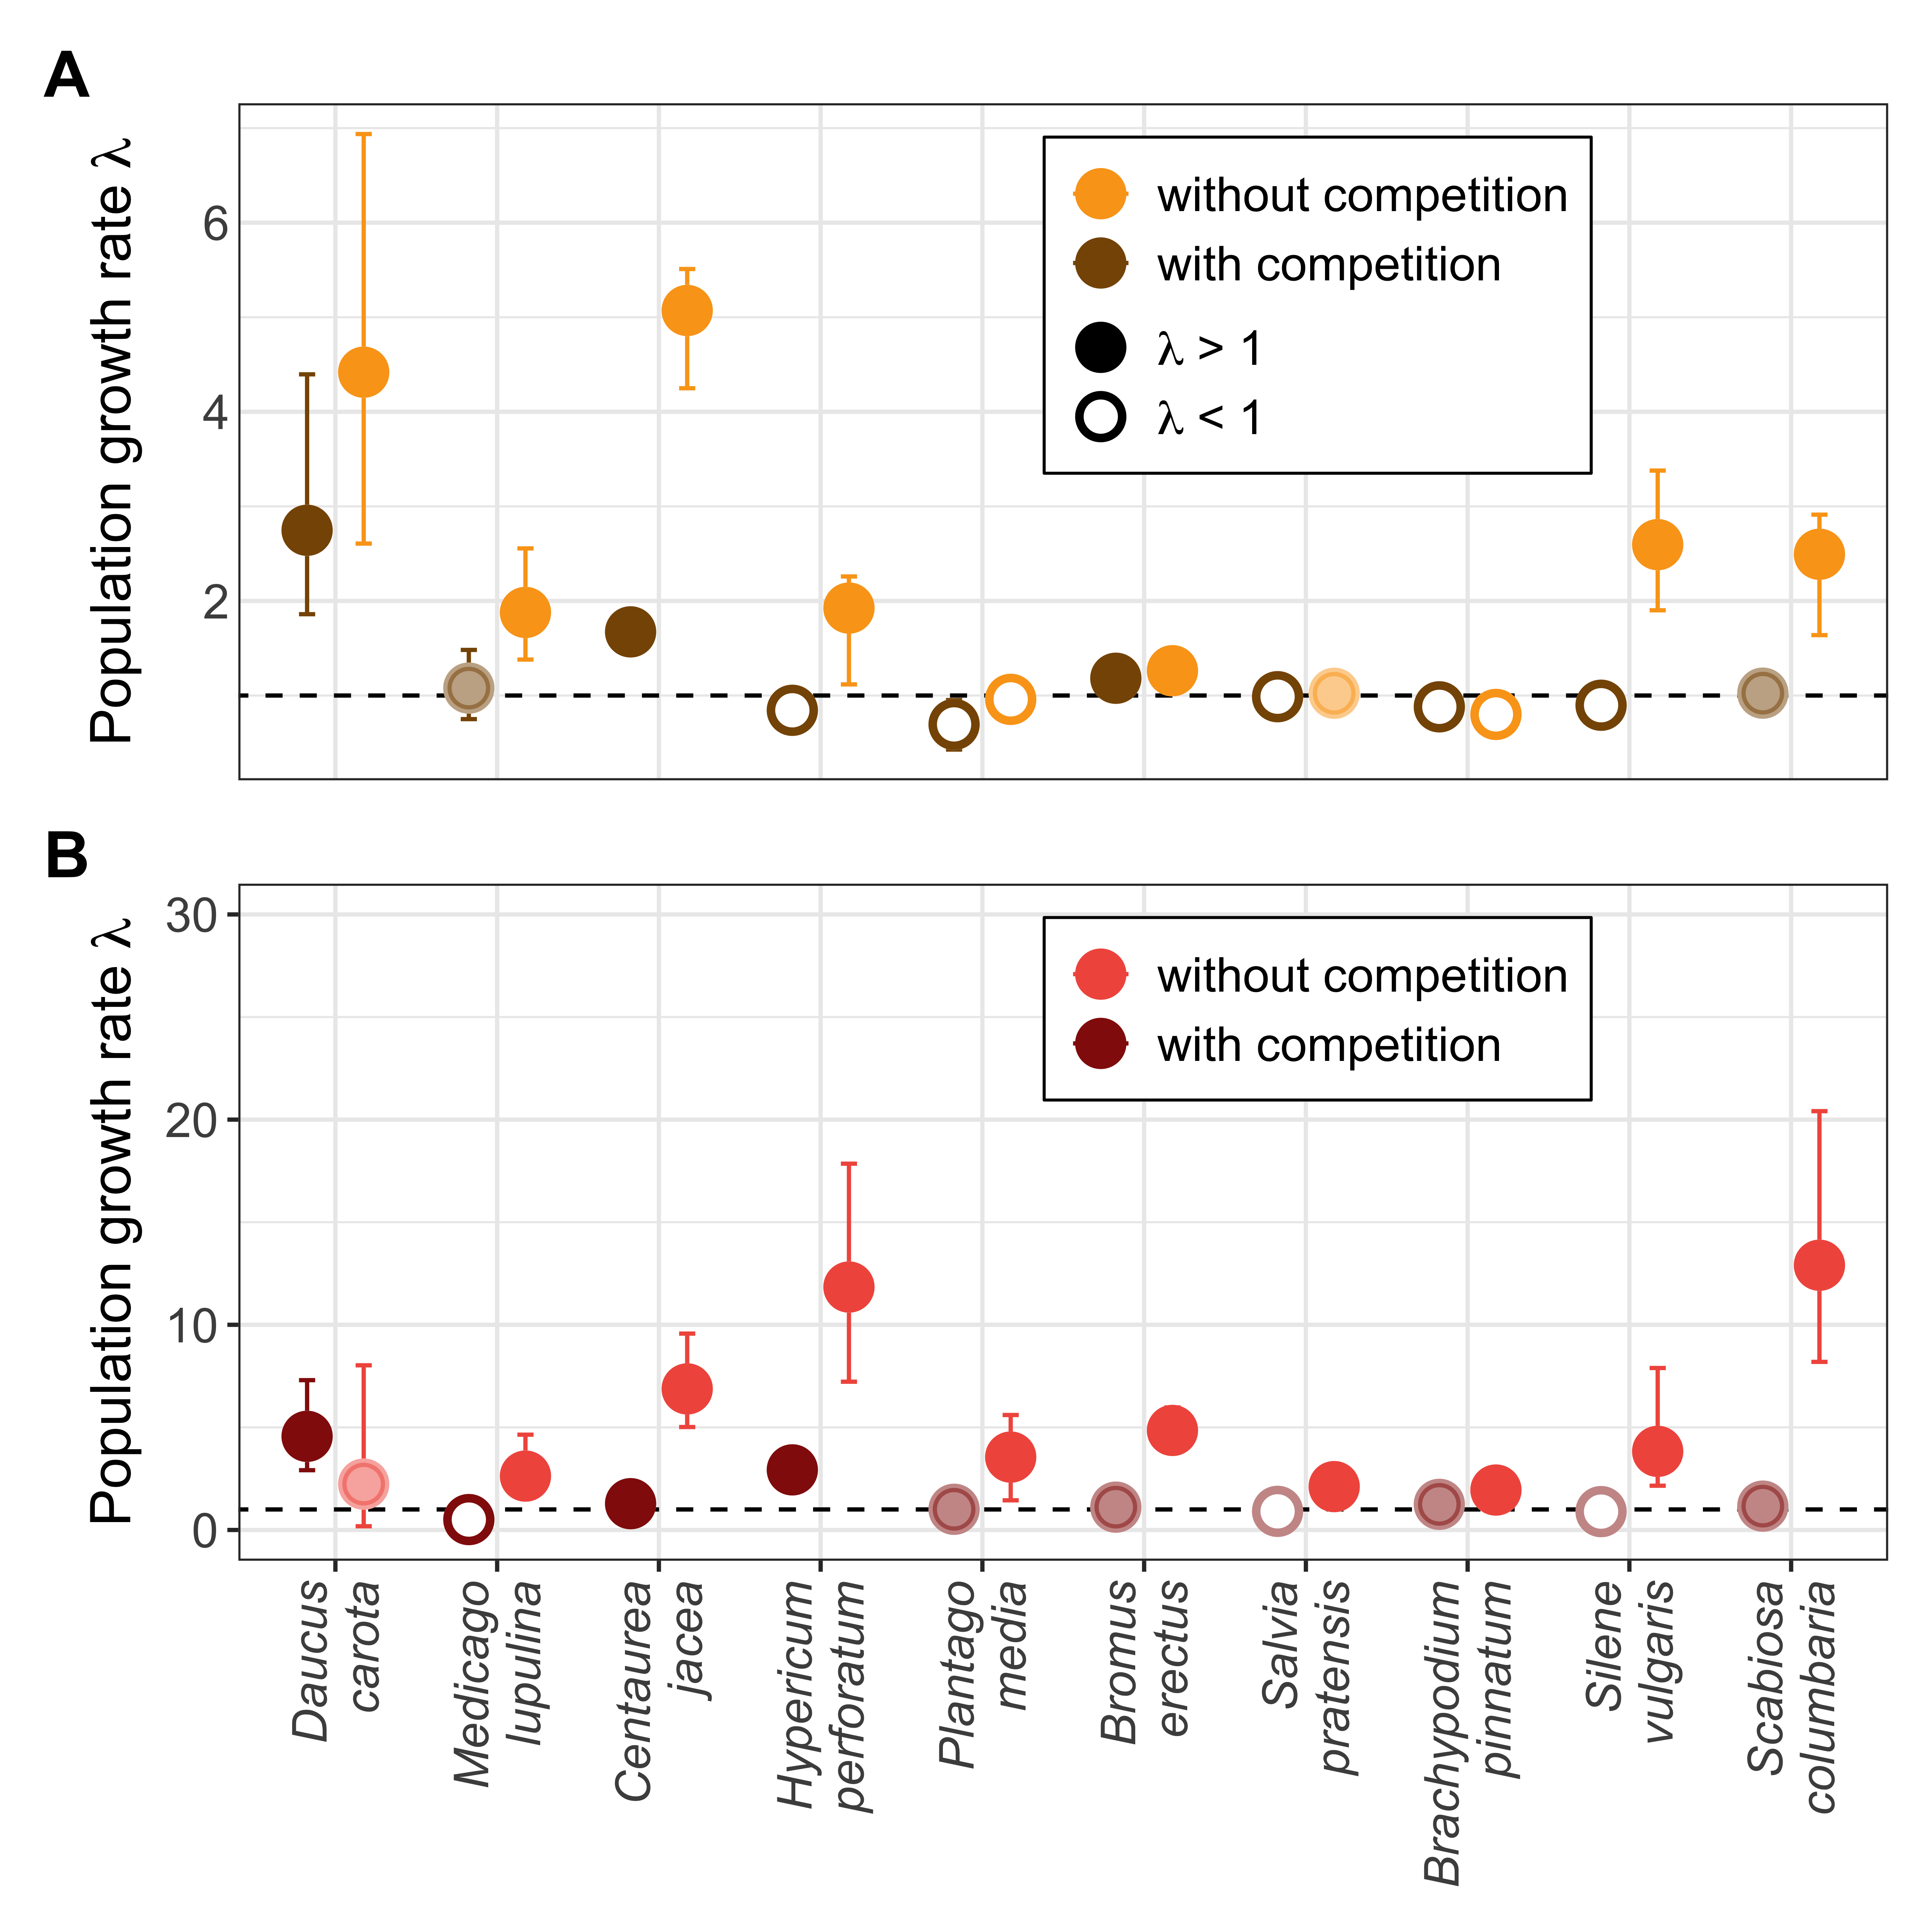 A
Population growth rate λ
6
4
2
without competition
with competition
λ > 1
λ < 1
B
Population growth rate λ
30
20
10
0
without competition
with competition
Daucus
carota
Medicago
lupulina
Centaurea
jacea
Hypericum
perforatum
Plantago
media
Bromus
erectus
Salvia
pratensis
Brachypodium
pinnatum
Silene
vulgaris
Scabiosa
columbaria